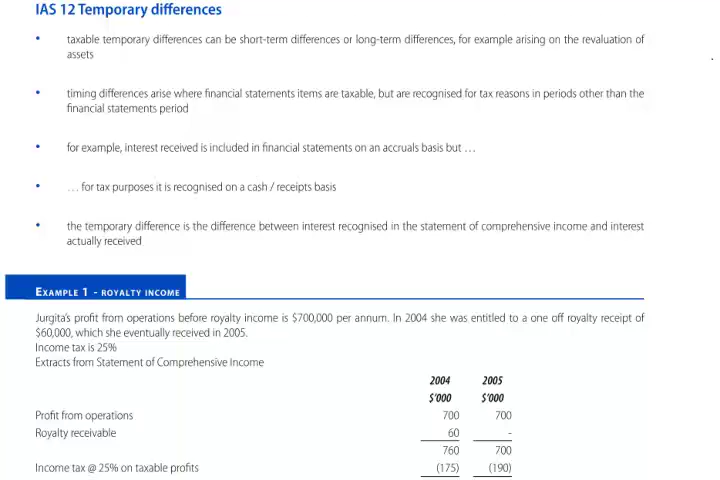 IAS 12 Temporary differences
• taxable temporary differences can be short-term differences or long-term differences, for example arising on the revaluation of
assets
• timing differences arise where financial statements items are taxable, but are recognised for tax reasons in periods other than the
financial statements period
• for example, interest received is included in financial statements on an accruals basis but …
• … for tax purposes it is recognised on a cash / receipts basis
• the temporary difference is the difference between interest recognised in the statement of comprehensive income and interest
actually received
EXAMPLE 1 - ROYALTY INCOME
Jurgita's profit from operations before royalty income is $700,000 per annum. In 2004 she was entitled to a one off royalty receipt of
$60,000, which she eventually received in 2005.
Income tax is 25%
Extracts from Statement of Comprehensive Income
2004 2005
$'000 $'000
Profit from operations 700 700
Royalty receivable 60 -
760 700
Income tax @ 25% on taxable profits (175) (190)